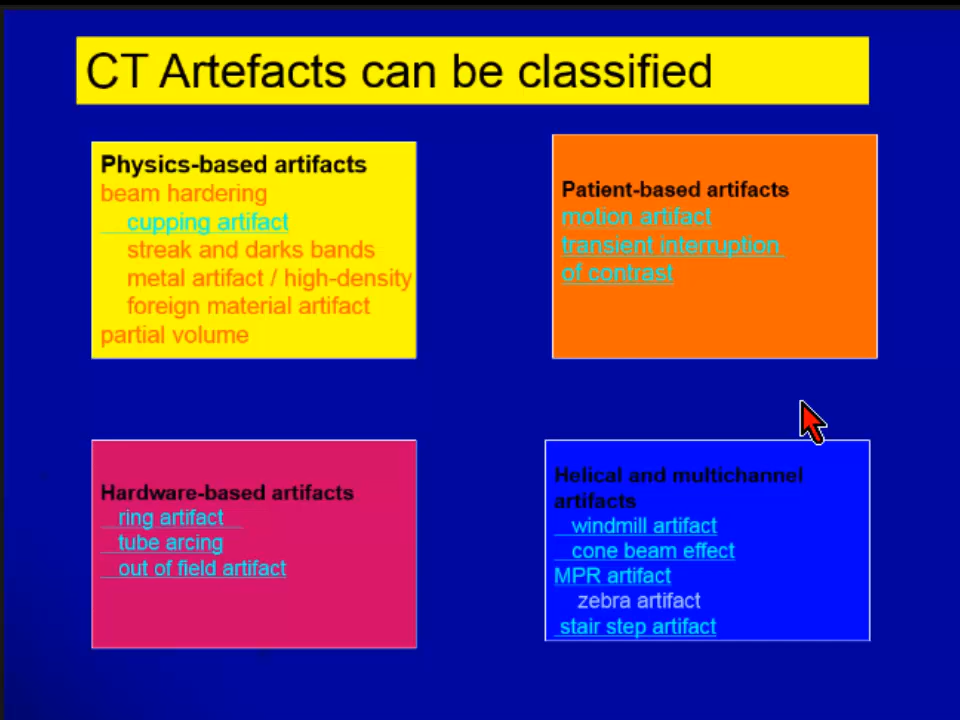 CT Artefacts can be classified
Physics-based artifacts
beam hardering
cupping artifact
streak and darks bands
metal artifact / high-density
foreign material artifact
partial volume
Patient-based artifacts
motion artifact
transient interruption
of contrast
Hardware-based artifacts
ring artifact
tube arcing
out of field artifact
Helical and multichannel
artifacts
windmill artifact
cone beam effect
MPR artifact
zebra artifact
stair step artifact